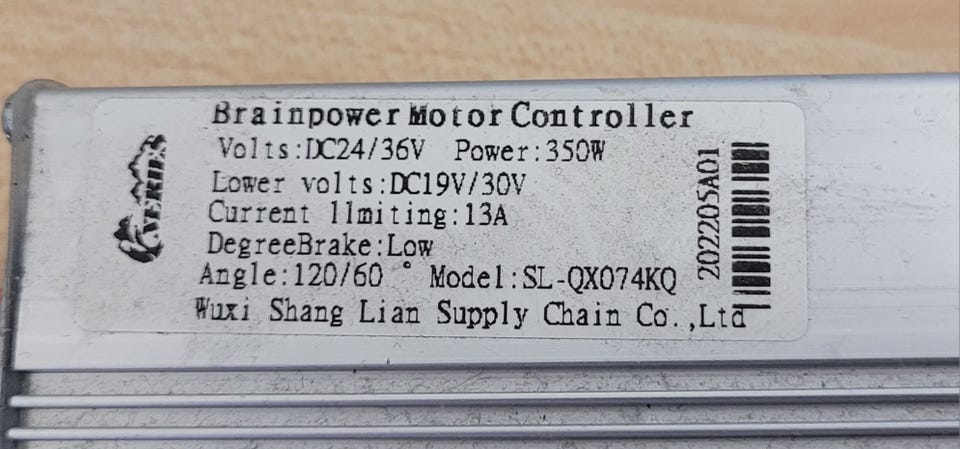 Brainpower Motor Controller
Volts:DC24/36V Power:350W
Lower volts:DC19V/30V
Current llmiting:13A
DegreeBrake:Low
Angle:120/60° Model:SL-QX074KQ
Wuxi Shang Lian Supply Chain Co.,Ltd
202205A01